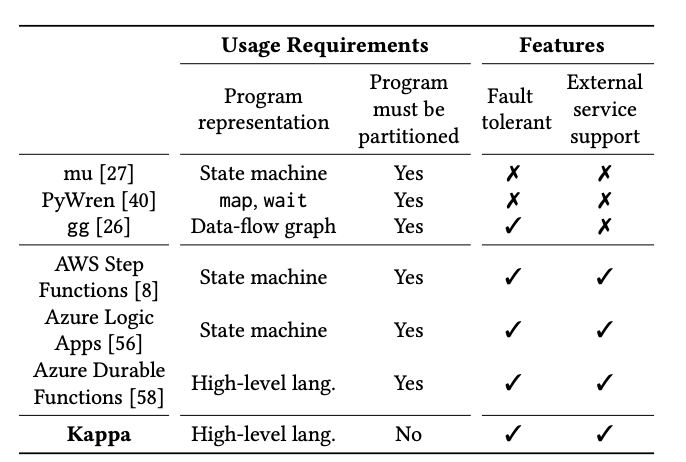 Usage Requirements Features
Program representation Program must be partitioned Fault tolerant External service support
mu [27] State machine Yes ✗ ✗
PyWren [40] map, wait Yes ✗ ✗
gg [26] Data-flow graph Yes ✓ ✗
AWS Step Functions [8] State machine Yes ✓ ✓
Azure Logic Apps [56] State machine Yes ✓ ✓
Azure Durable Functions [58] High-level lang. Yes ✓ ✓
Kappa High-level lang. No ✓ ✓